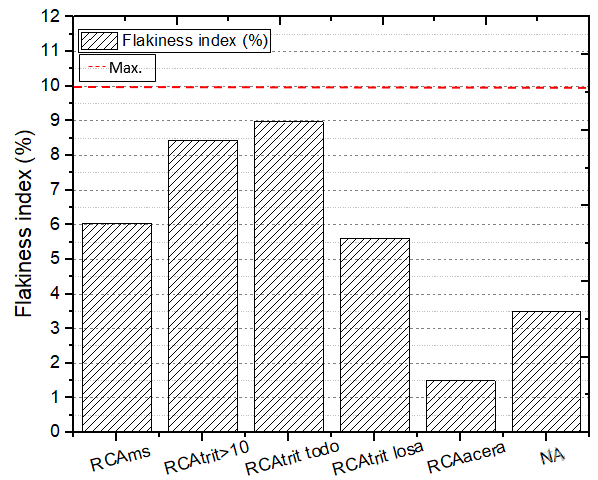 Flakiness index (%)
12
11
10
9
8
7
6
5
4
3
2
1
0
Flakiness index (%)
Max.
RCAms
RCAtrit>10
RCAtrit todo
RCAtrit losa
RCAacera
NA